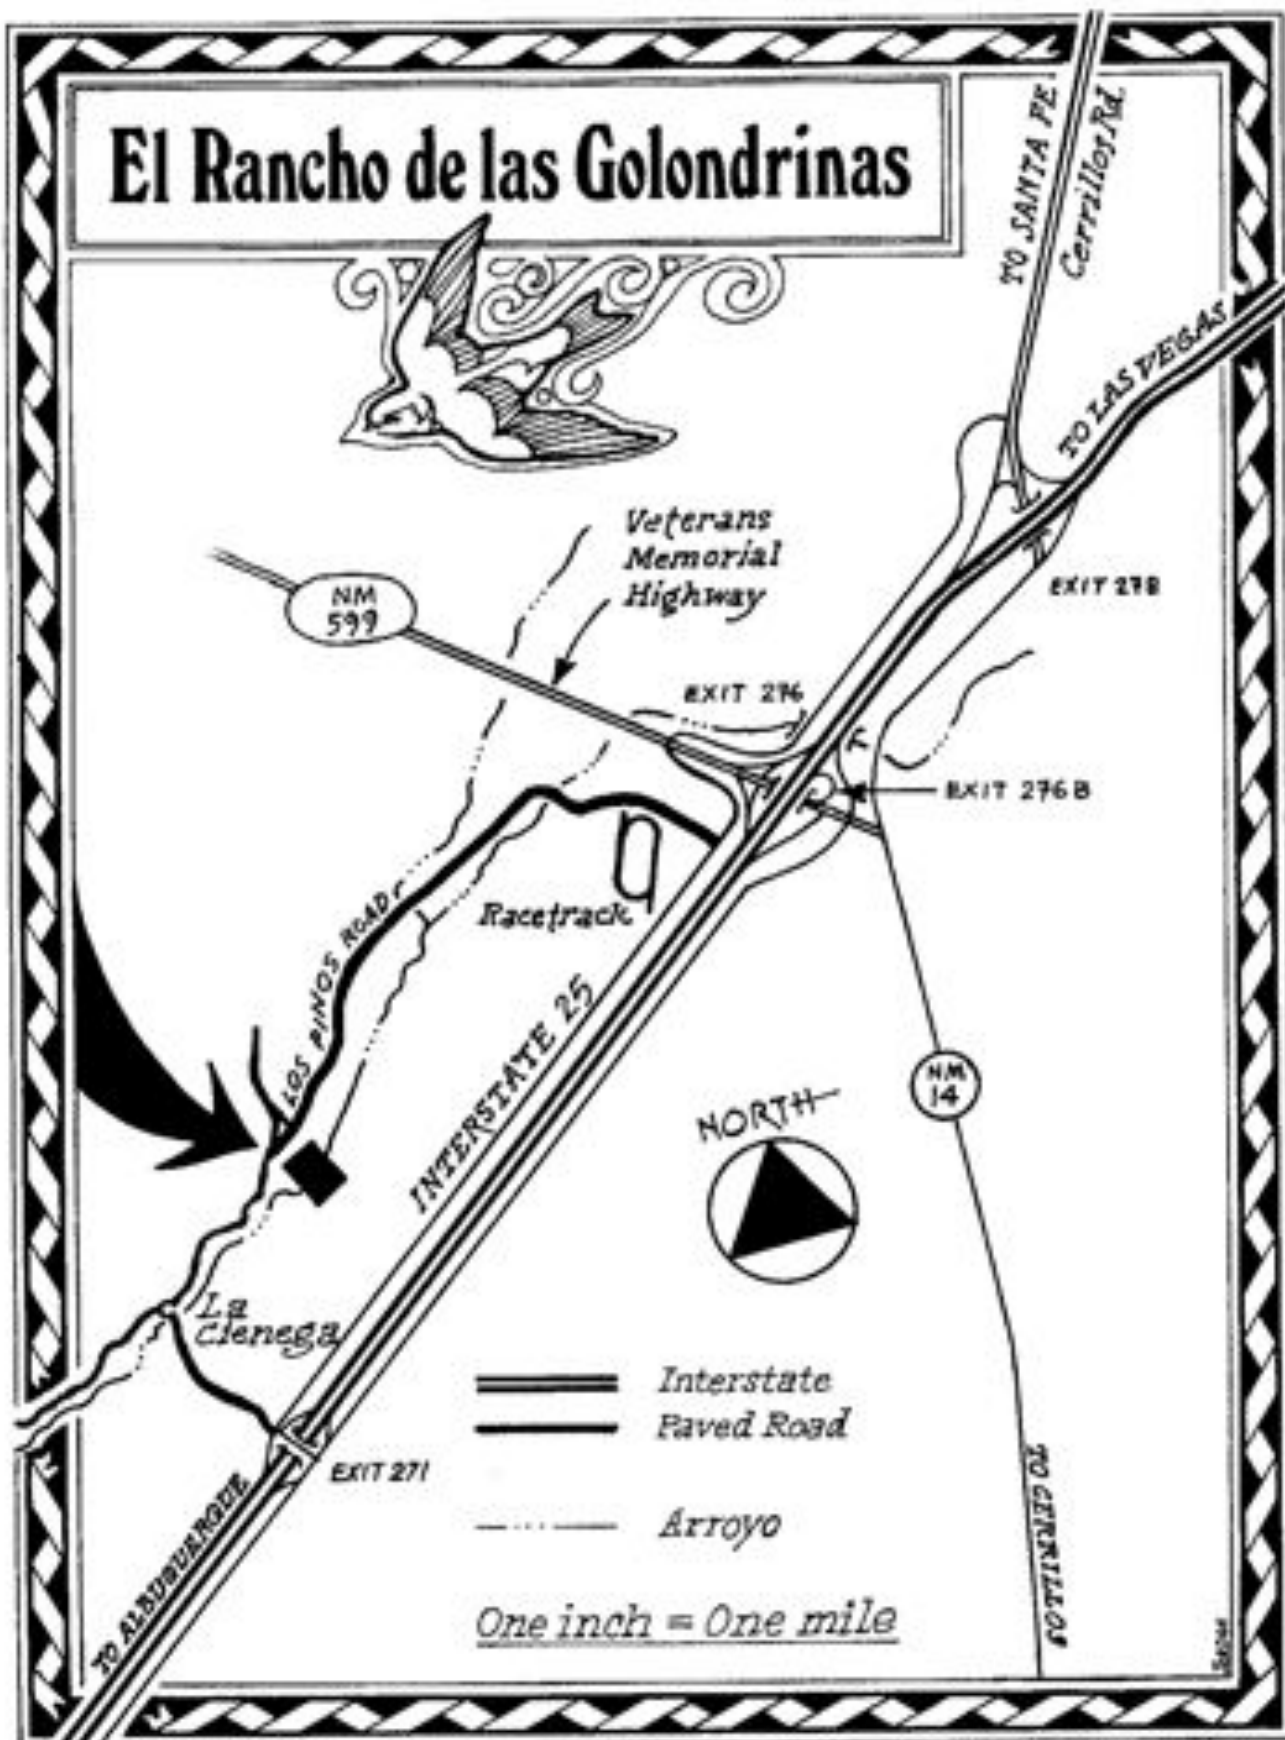 El Rancho de las Golondrinas
TO SANTA FE
Cerrillos Rd.
TO LAS VEGAS
Veterans
Memorial
Highway
NM
599
EXIT 278
EXIT 276
EXIT 276B
Racetrack
LOS PINOS ROAD
INTERSTATE 25
NM
14
NORTH
La
Cienega
Interstate
Paved Road
EXIT 271
Arroyo
TO ALBUQUERQUE
TO CERRILLOS
One inch = One mile